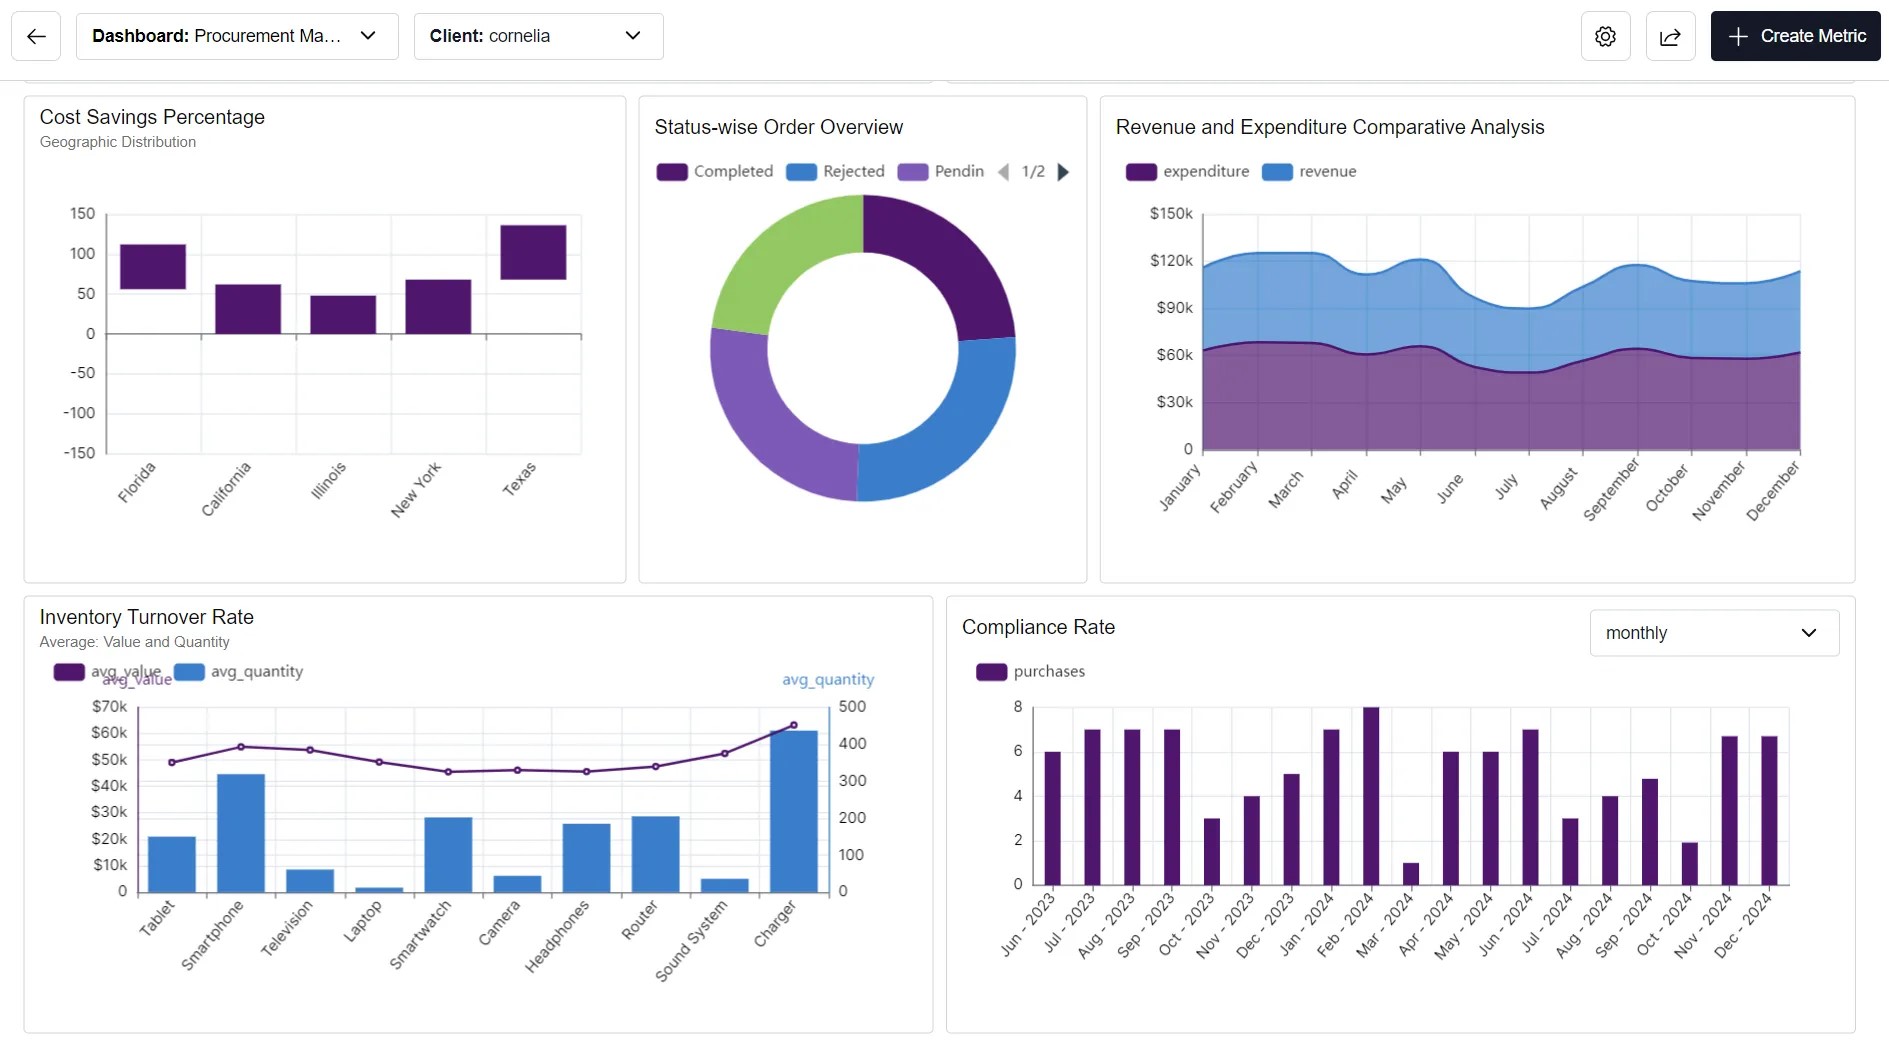 Dashboard: Procurement Ma...
Client: cornelia
Create Metric
Cost Savings Percentage
Geographic Distribution
150
100
50
0
-50
-100
-150
Florida
California
Illinois
New York
Texas
Status-wise Order Overview
Completed
Rejected
Pendin
1/2
Revenue and Expenditure Comparative Analysis
expenditure
revenue
$150k
$120k
$90k
$60k
$30k
0
January
February
March
April
May
June
July
August
September
October
November
December
Inventory Turnover Rate
Average: Value and Quantity
avg_value
avg_quantity
avg_value
avg_quantity
$70k
$60k
$50k
$40k
$30k
$20k
$10k
0
500
400
300
200
100
0
Tablet
Smartphone
Television
Laptop
Smartwatch
Camera
Headphones
Router
Sound System
Charger
Compliance Rate
monthly
purchases
8
6
4
2
0
Jun - 2023
Jul - 2023
Aug - 2023
Sep - 2023
Oct - 2023
Nov - 2023
Dec - 2023
Jan - 2024
Feb - 2024
Mar - 2024
Apr - 2024
May - 2024
Jun - 2024
Jul - 2024
Aug - 2024
Sep - 2024
Oct - 2024
Nov - 2024
Dec - 2024